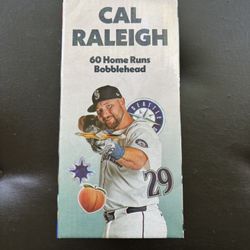 CAL
RALEIGH
60 Home Runs
Bobblehead
SEATTLE
29